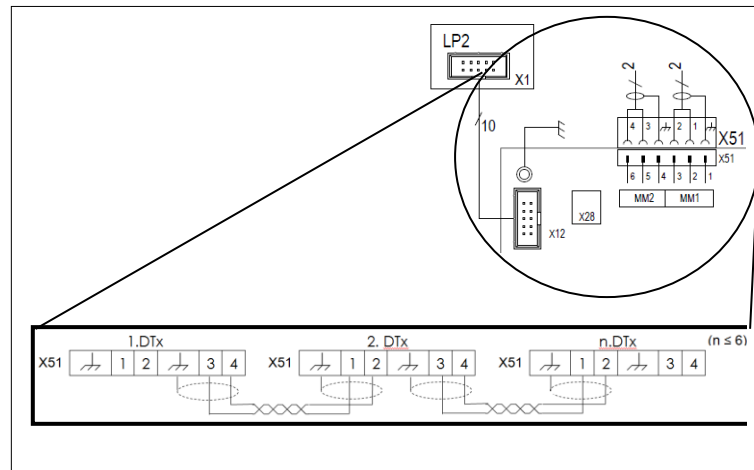 LP2
X1
10
2 2
4 3 2 1
X51
X51
6 5 4 3 2 1
MM2 MM1
X28
X12
1.DTx 2. DTx n.DTx (n ≤ 6)
X51 1 2 3 4 X51 1 2 3 4 X51 1 2 3 4